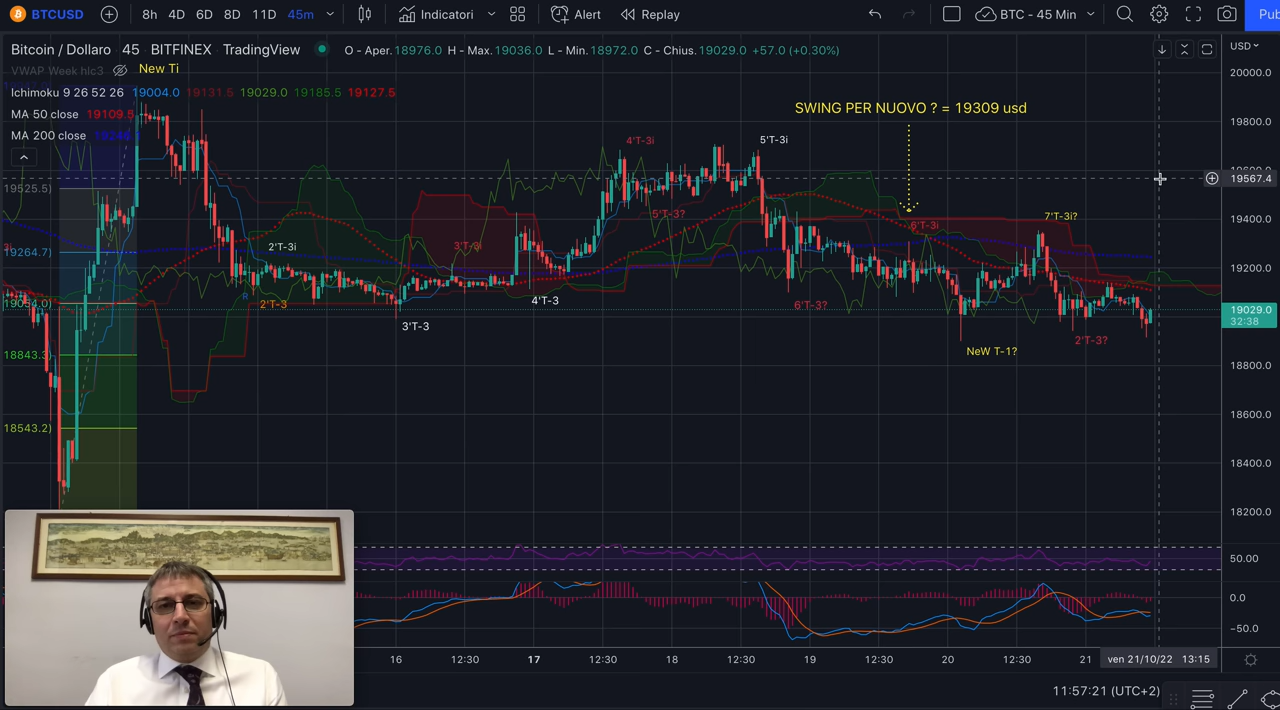 BTCUSD 8h 4D 6D 8D 11D 45m Indicatori Alert Replay BTC - 45 Min Pub
Bitcoin / Dollaro 45 BITFINEX TradingView O - Aper.18976.0 H - Max.19036.0 L - Min.18972.0 C - Chius.19029.0 +57.0 (+0.30%) USD
VWAP Week hlc3 New Ti
Ichimoku 9 26 52 26 19004.0 19131.5 19029.0 19185.5 19127.5
MA 50 close 19109.5
MA 200 close
SWING PER NUOVO ? = 19309 usd
20000.0
19800.0
19567.4
19400.0
19200.0
19029.0
32:38
18800.0
18600.0
18400.0
18200.0
50.00
0.0
−50.0
19525.5)
19264.7)
18843.3)
18543.2)
2'T-3i
R
2'T-3
3'T-3i
3'T-3
4'T-3
4'T-3i
5'T-3?
5'T-3i
6'T-3?
6'T-3i
NeW T-1?
7'T-3i?
2'T-3?
16 12:30 17 12:30 18 12:30 19 12:30 20 12:30 21 ven 21/10/22 13:15
11:57:21 (UTC+2)